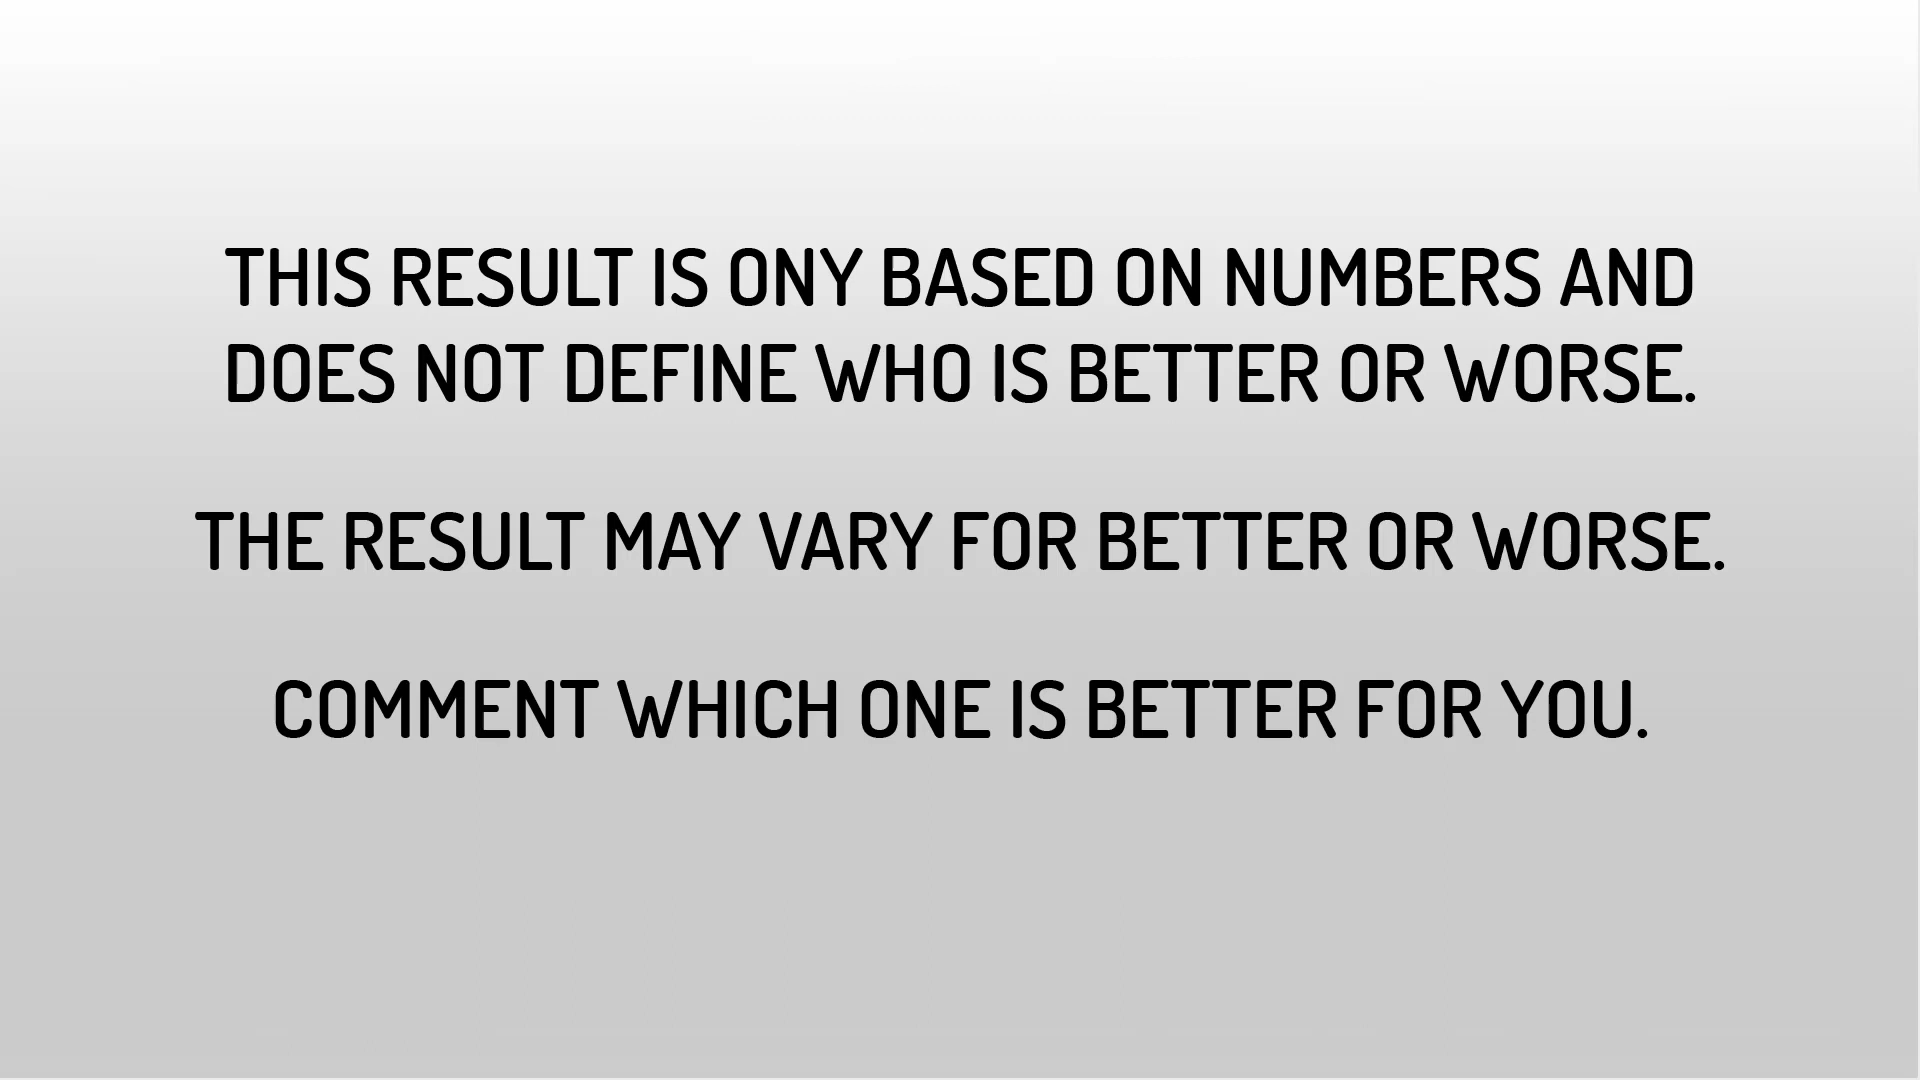 THIS RESULT IS ONY BASED ON NUMBERS AND
DOES NOT DEFINE WHO IS BETTER OR WORSE.
THE RESULT MAY VARY FOR BETTER OR WORSE.
COMMENT WHICH ONE IS BETTER FOR YOU.